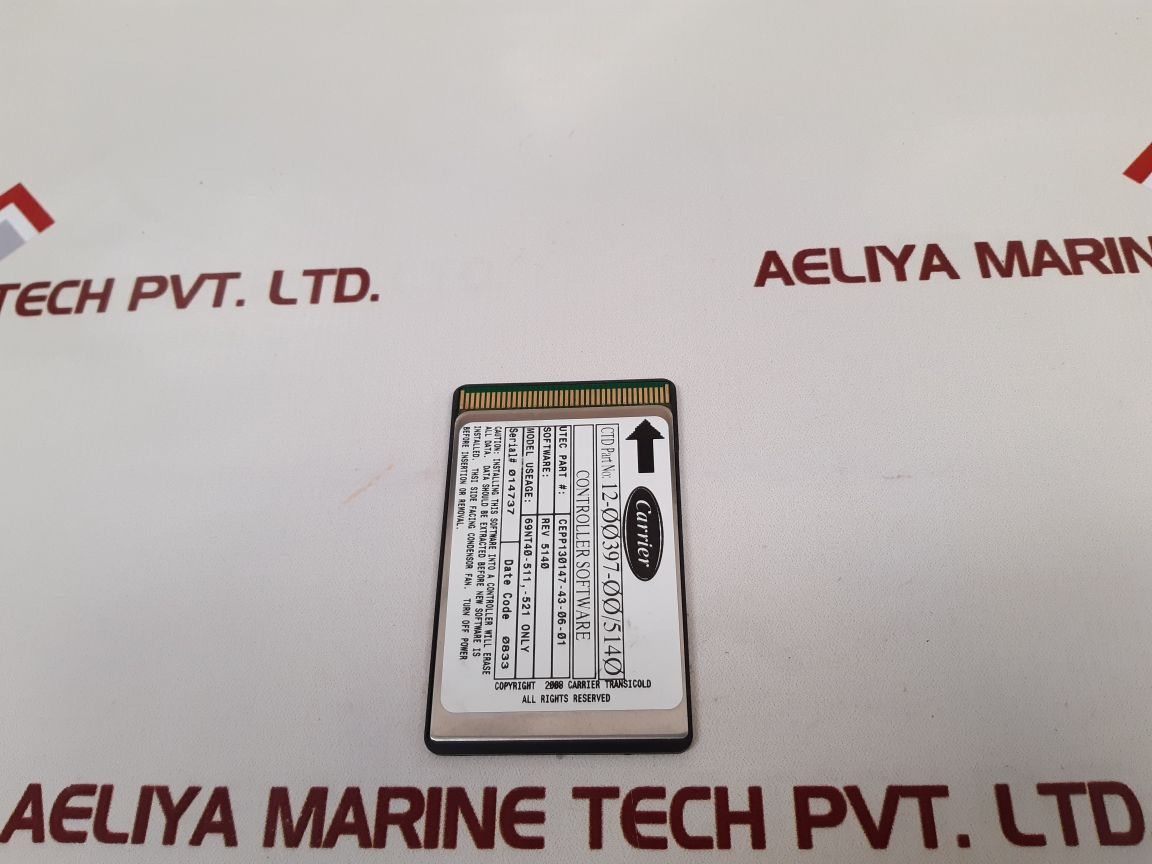 TECH PVT. LTD.
AELIYA MARIN
Carrier
CTD Part No: 12-00397-00/5140
CONTROLLER SOFTWARE
UTEC PART #: CEPP130147-43-06-01
SOFTWARE: REV 5140
MODEL USEAGE: 69NT40-511,-521 ONLY
Serial# 014737 Date Code 0833
CAUTION: INSTALLING THIS SOFTWARE INTO A CONTROLLER WILL ERASE
ALL DATA. DATA SHOULD BE EXTRACTED BEFORE NEW SOFTWARE IS
INSTALLED. THSI SIDE FACING CONDENSOR FAN. TURN OFF POWER
BEFORE INSERTION OR REMOVAL.
COPYRIGHT 2008 CARRIER TRANSICOLD
ALL RIGHTS RESERVED
AELIYA MARINE TECH PVT. LTD